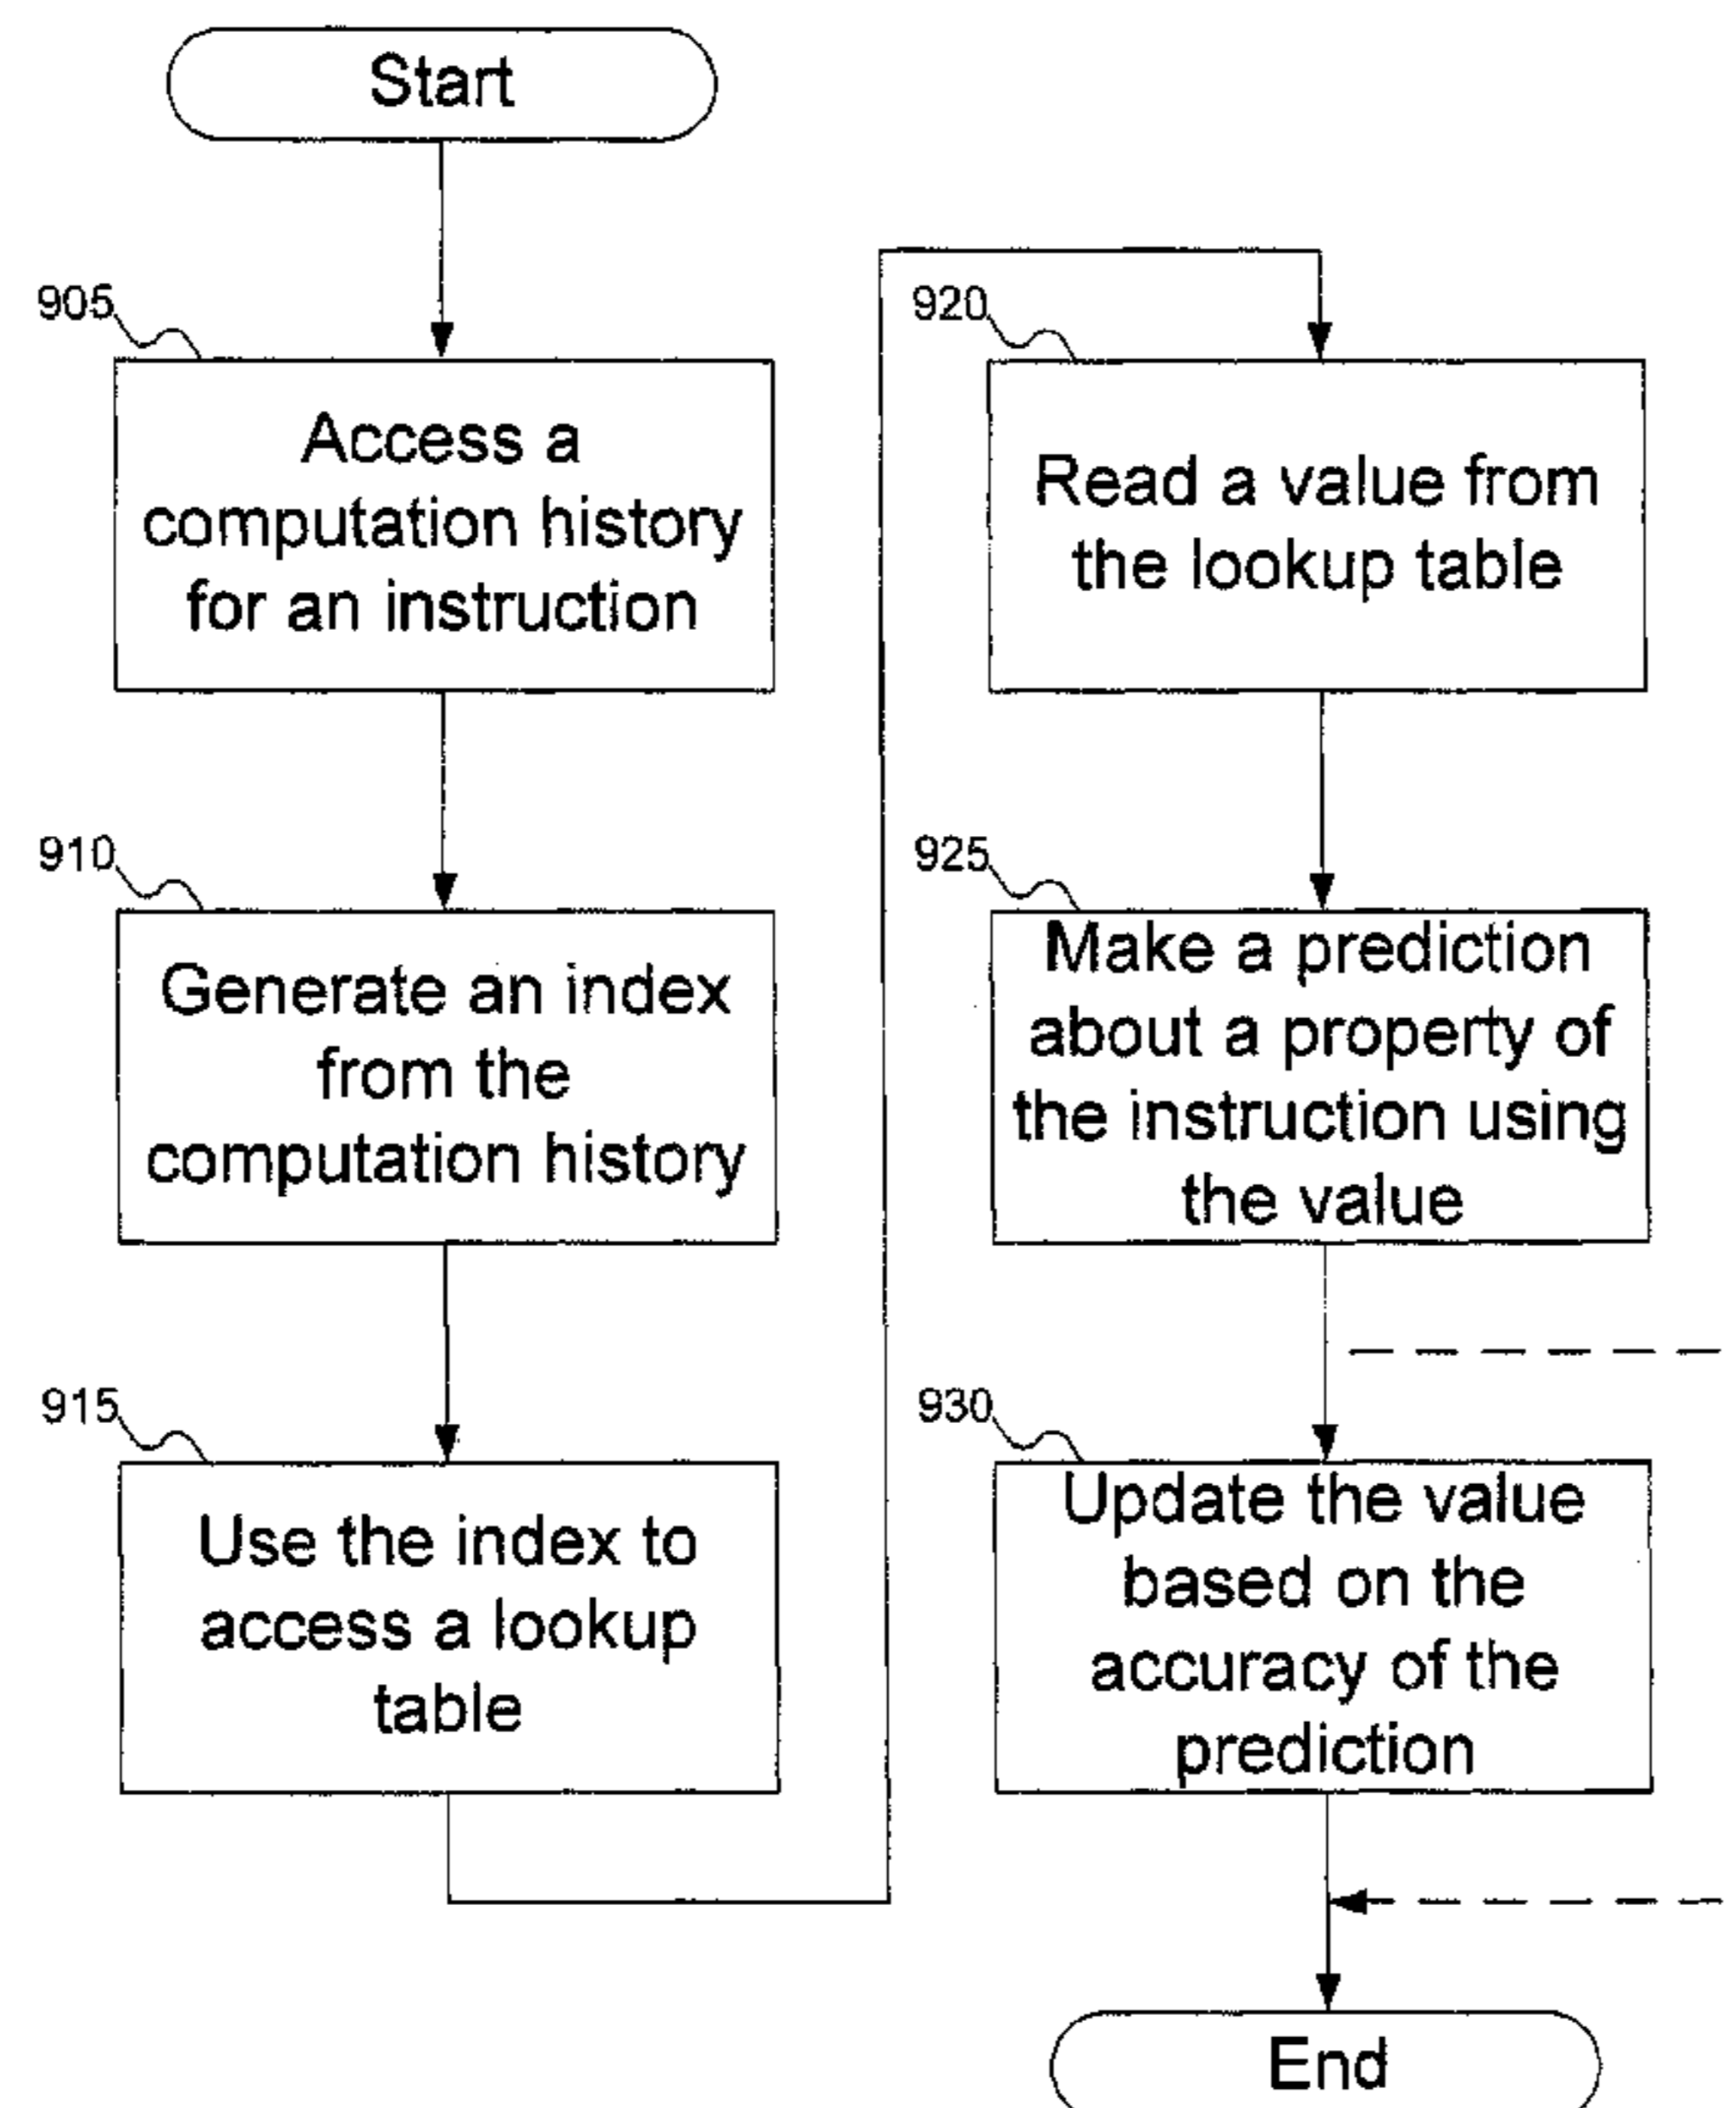 Start
905
Access a
computation history
for an instruction
910
Generate an index
from the
computation history
915
Use the index to
access a lookup
table
920
Read a value from
the lookup table
925
Make a prediction
about a property of
the instruction using
the value
930
Update the value
based on the
accuracy of the
prediction
End